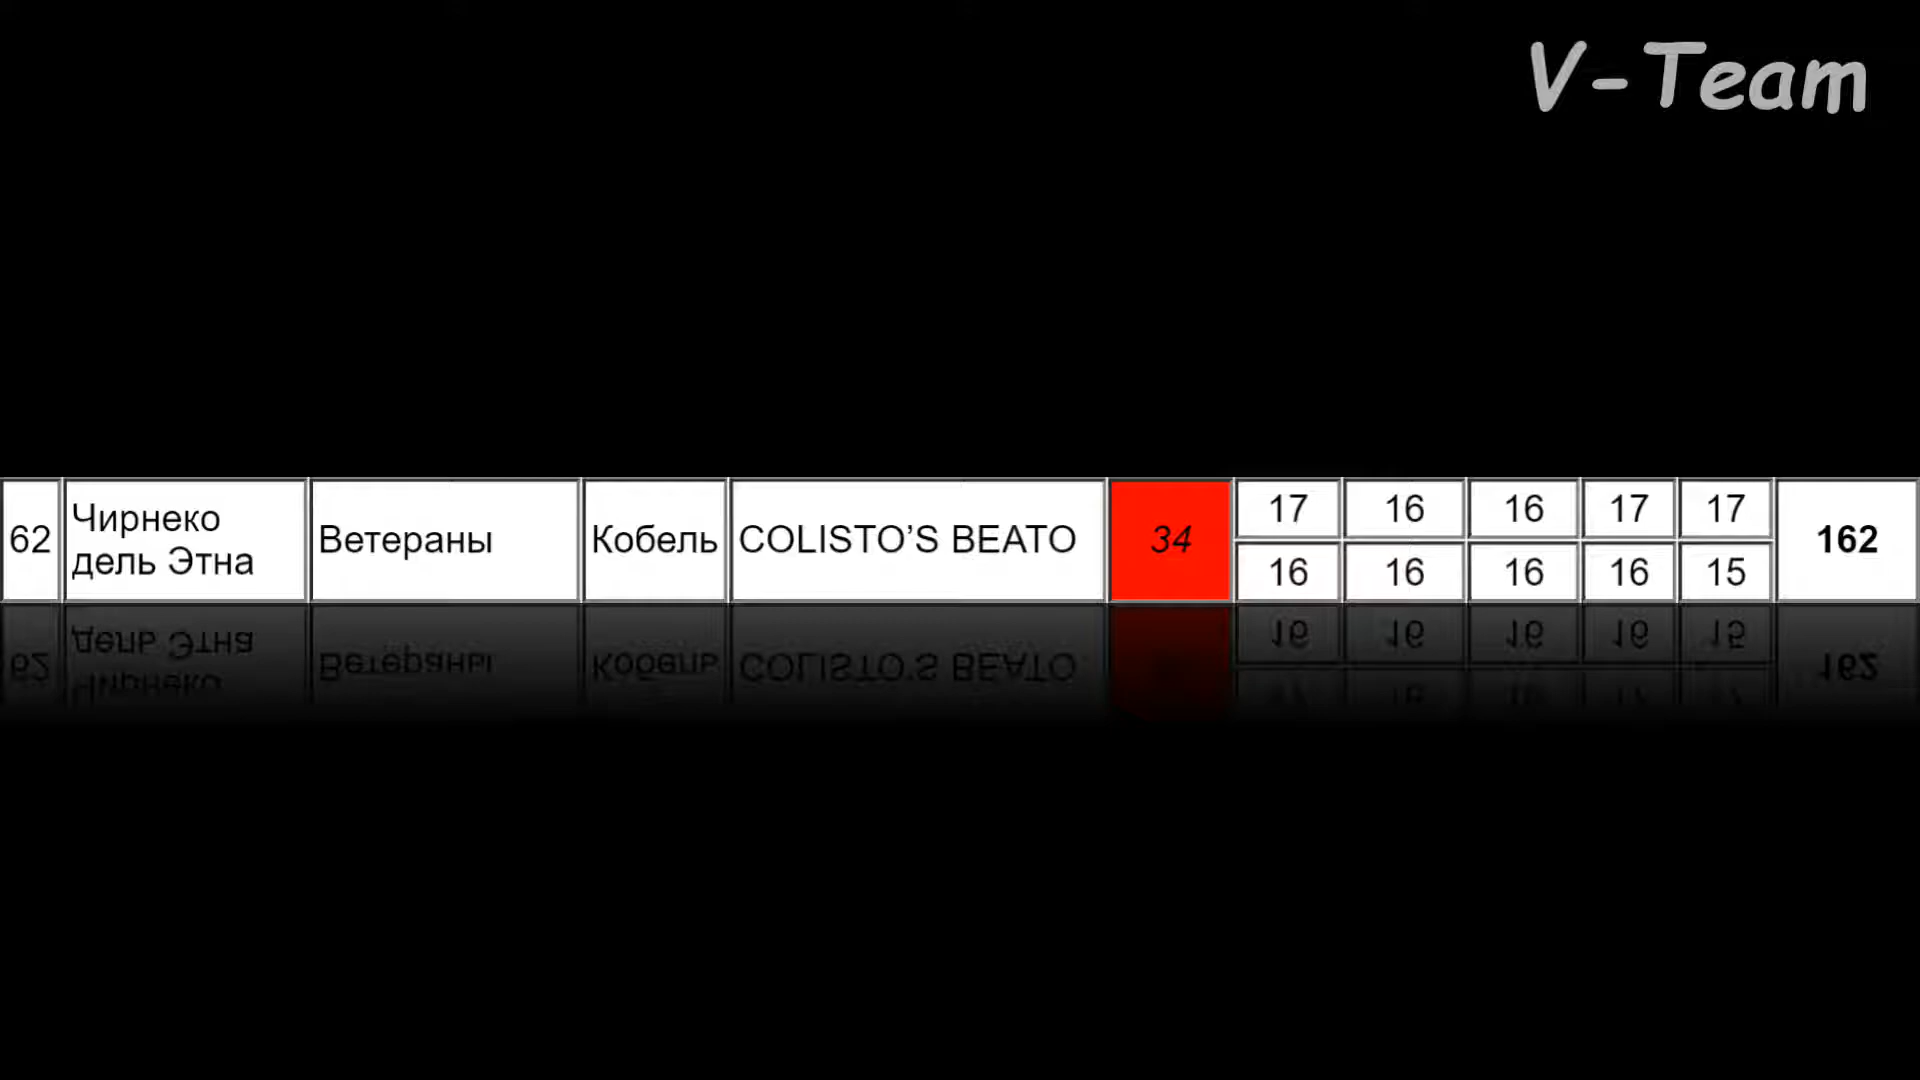 V-Team
62
Чирнеко
дель Этна
Ветераны
Кобель
COLISTO’S BEATO
34
17 16 16 17 17
16 16 16 16 15
162